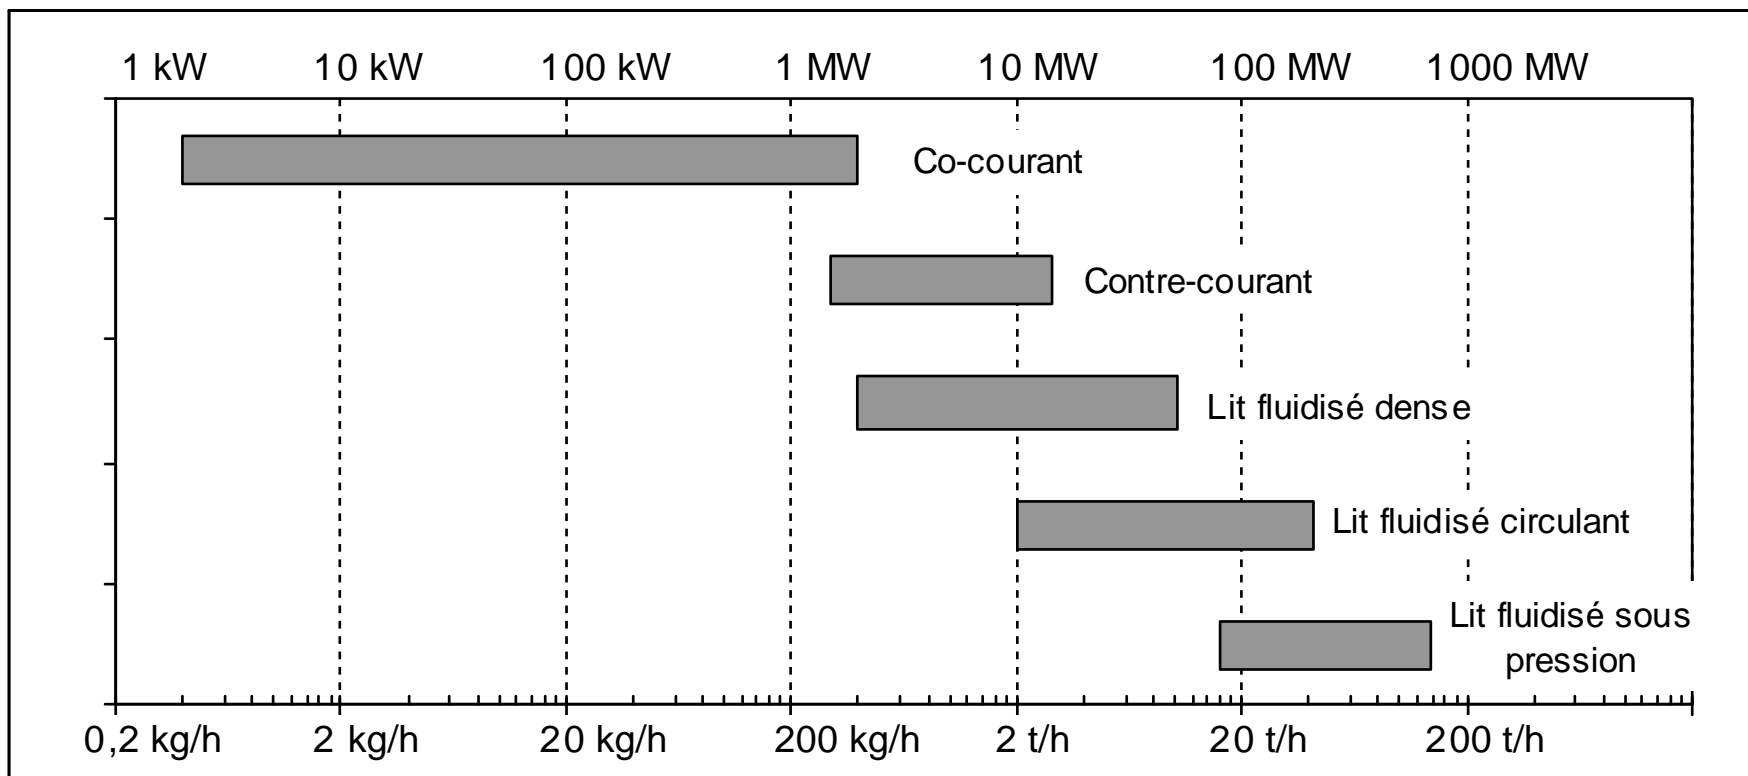 1 kW 10 kW 100 kW 1 MW 10 MW 100 MW 1000 MW
Co-courant
Contre-courant
Lit fluidisé dense
Lit fluidisé circulant
Lit fluidisé sous
pression
0,2 kg/h 2 kg/h 20 kg/h 200 kg/h 2 t/h 20 t/h 200 t/h